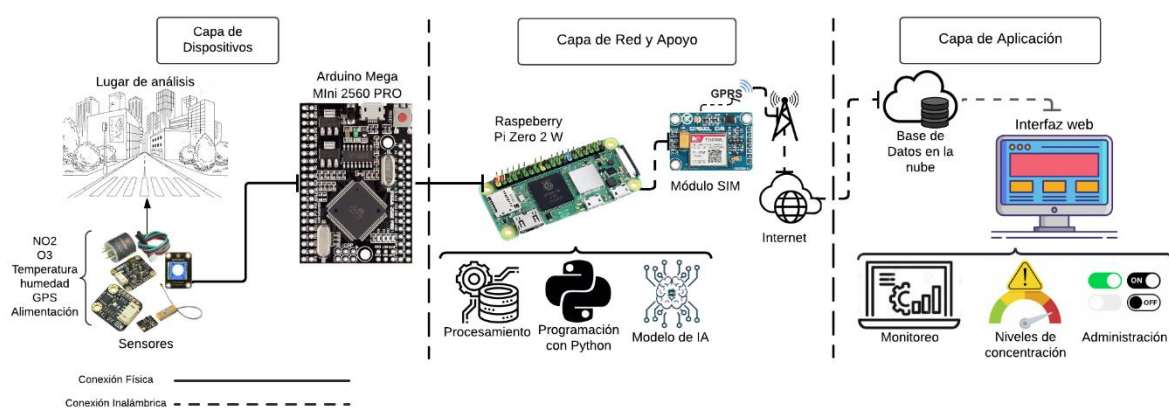 Capa de
Dispositivos
Capa de Red y Apoyo
Capa de Aplicación
Lugar de análisis
Arduino Mega
MIni 2560 PRO
NO2
O3
Temperatura
humedad
GPS
Alimentación
Sensores
Raspeberry
Pi Zero 2 W
GPRS
Módulo SIM
Internet
Procesamiento
Programación
con Python
Modelo de IA
Base de
Datos en la
nube
Interfaz web
Monitoreo
Niveles de
concentración
ON
OFF
Administración
Conexión Física
Conexión Inalámbrica